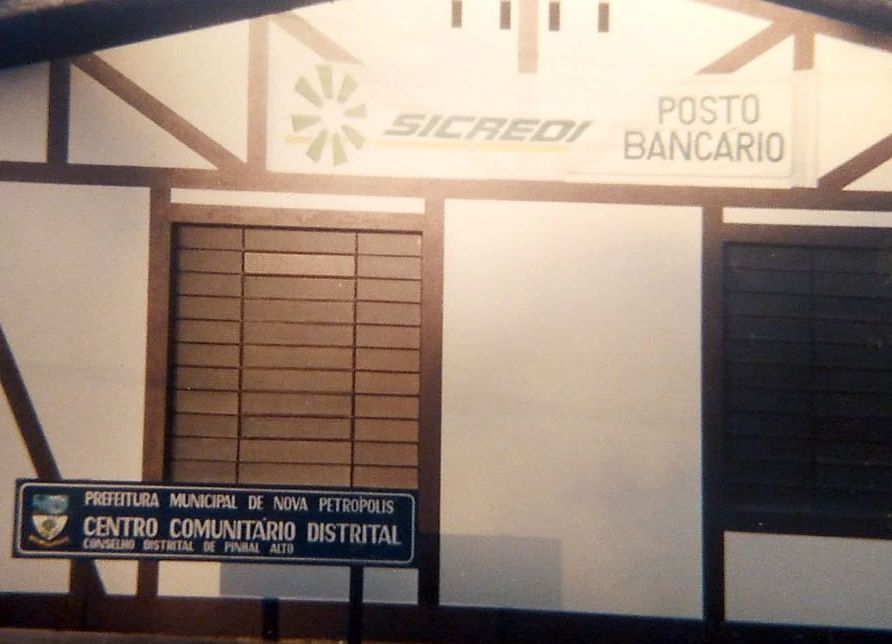 SICREDI
POSTO
BANCÁRIO
PREFEITURA MUNICIPAL DE NOVA PETRÓPOLIS
CENTRO COMUNITÁRIO DISTRITAL
CONSELHO DISTRITAL DE PINHAL ALTO